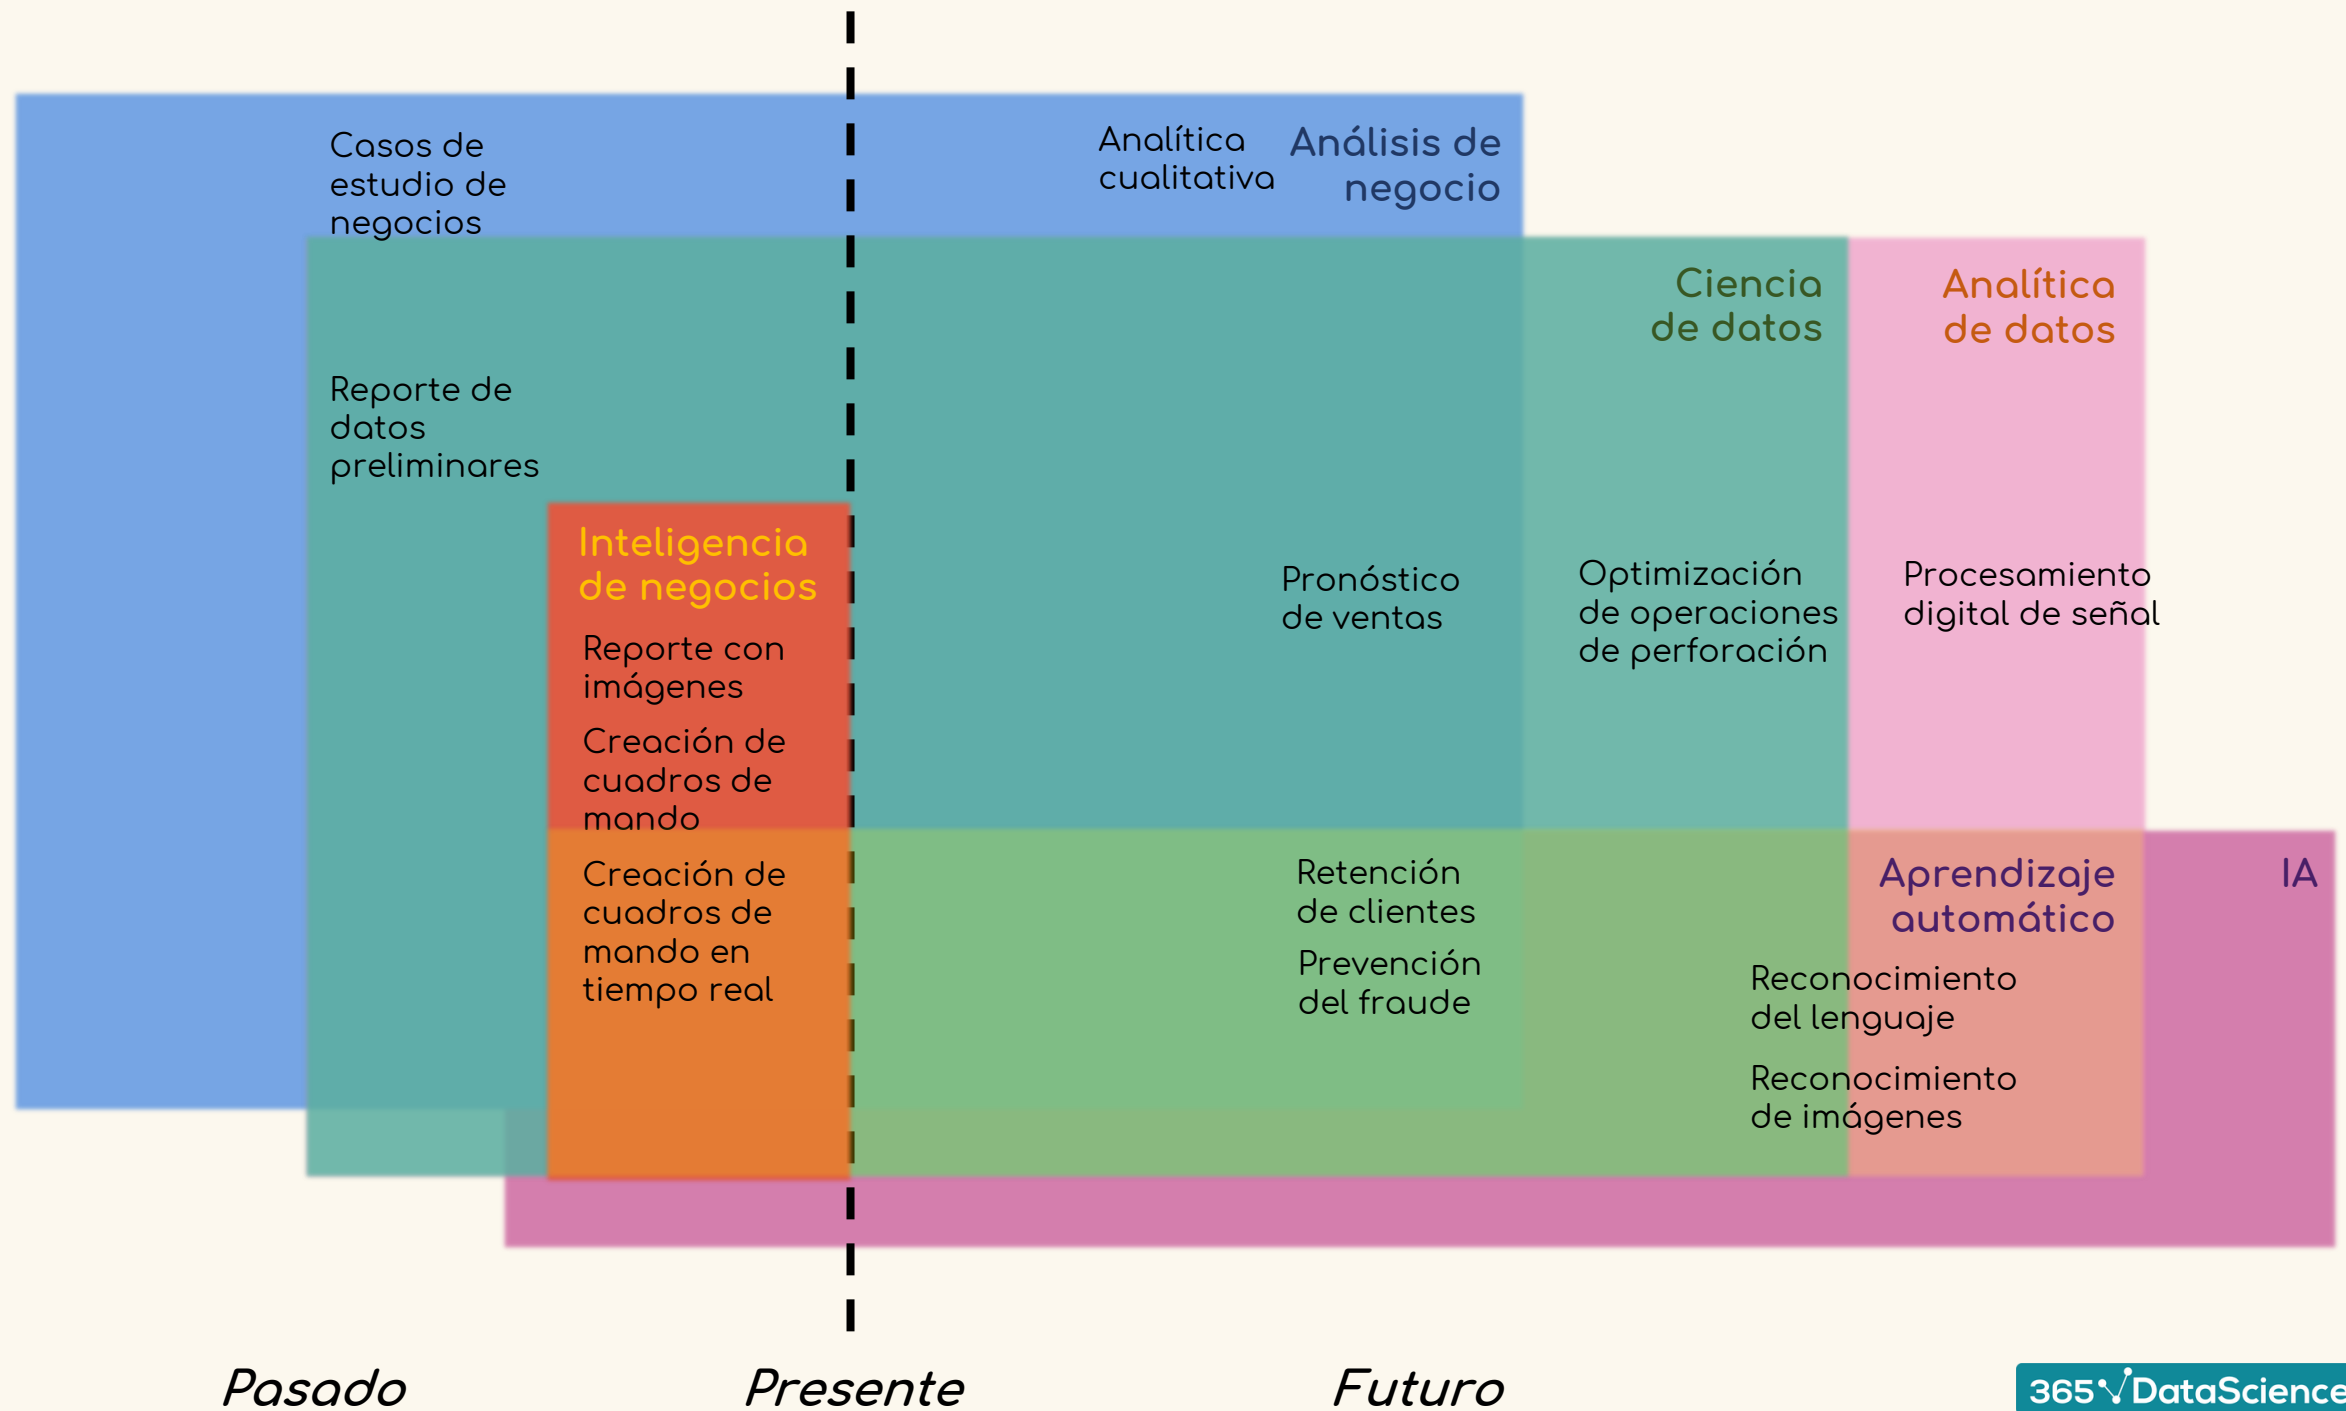 Casos de
estudio de
negocios
Analítica
cualitativa
Análisis de
negocio
Ciencia
de datos
Analítica
de datos
Reporte de
datos
preliminares
Inteligencia
de negocios
Reporte con
imágenes
Creación de
cuadros de
mando
Creación de
cuadros de
mando en
tiempo real
Pronóstico
de ventas
Optimización
de operaciones
de perforación
Procesamiento
digital de señal
Retención
de clientes
Prevención
del fraude
Aprendizaje
automático
IA
Reconocimiento
del lenguaje
Reconocimiento
de imágenes
Pasado
Presente
Futuro
365 DataScience